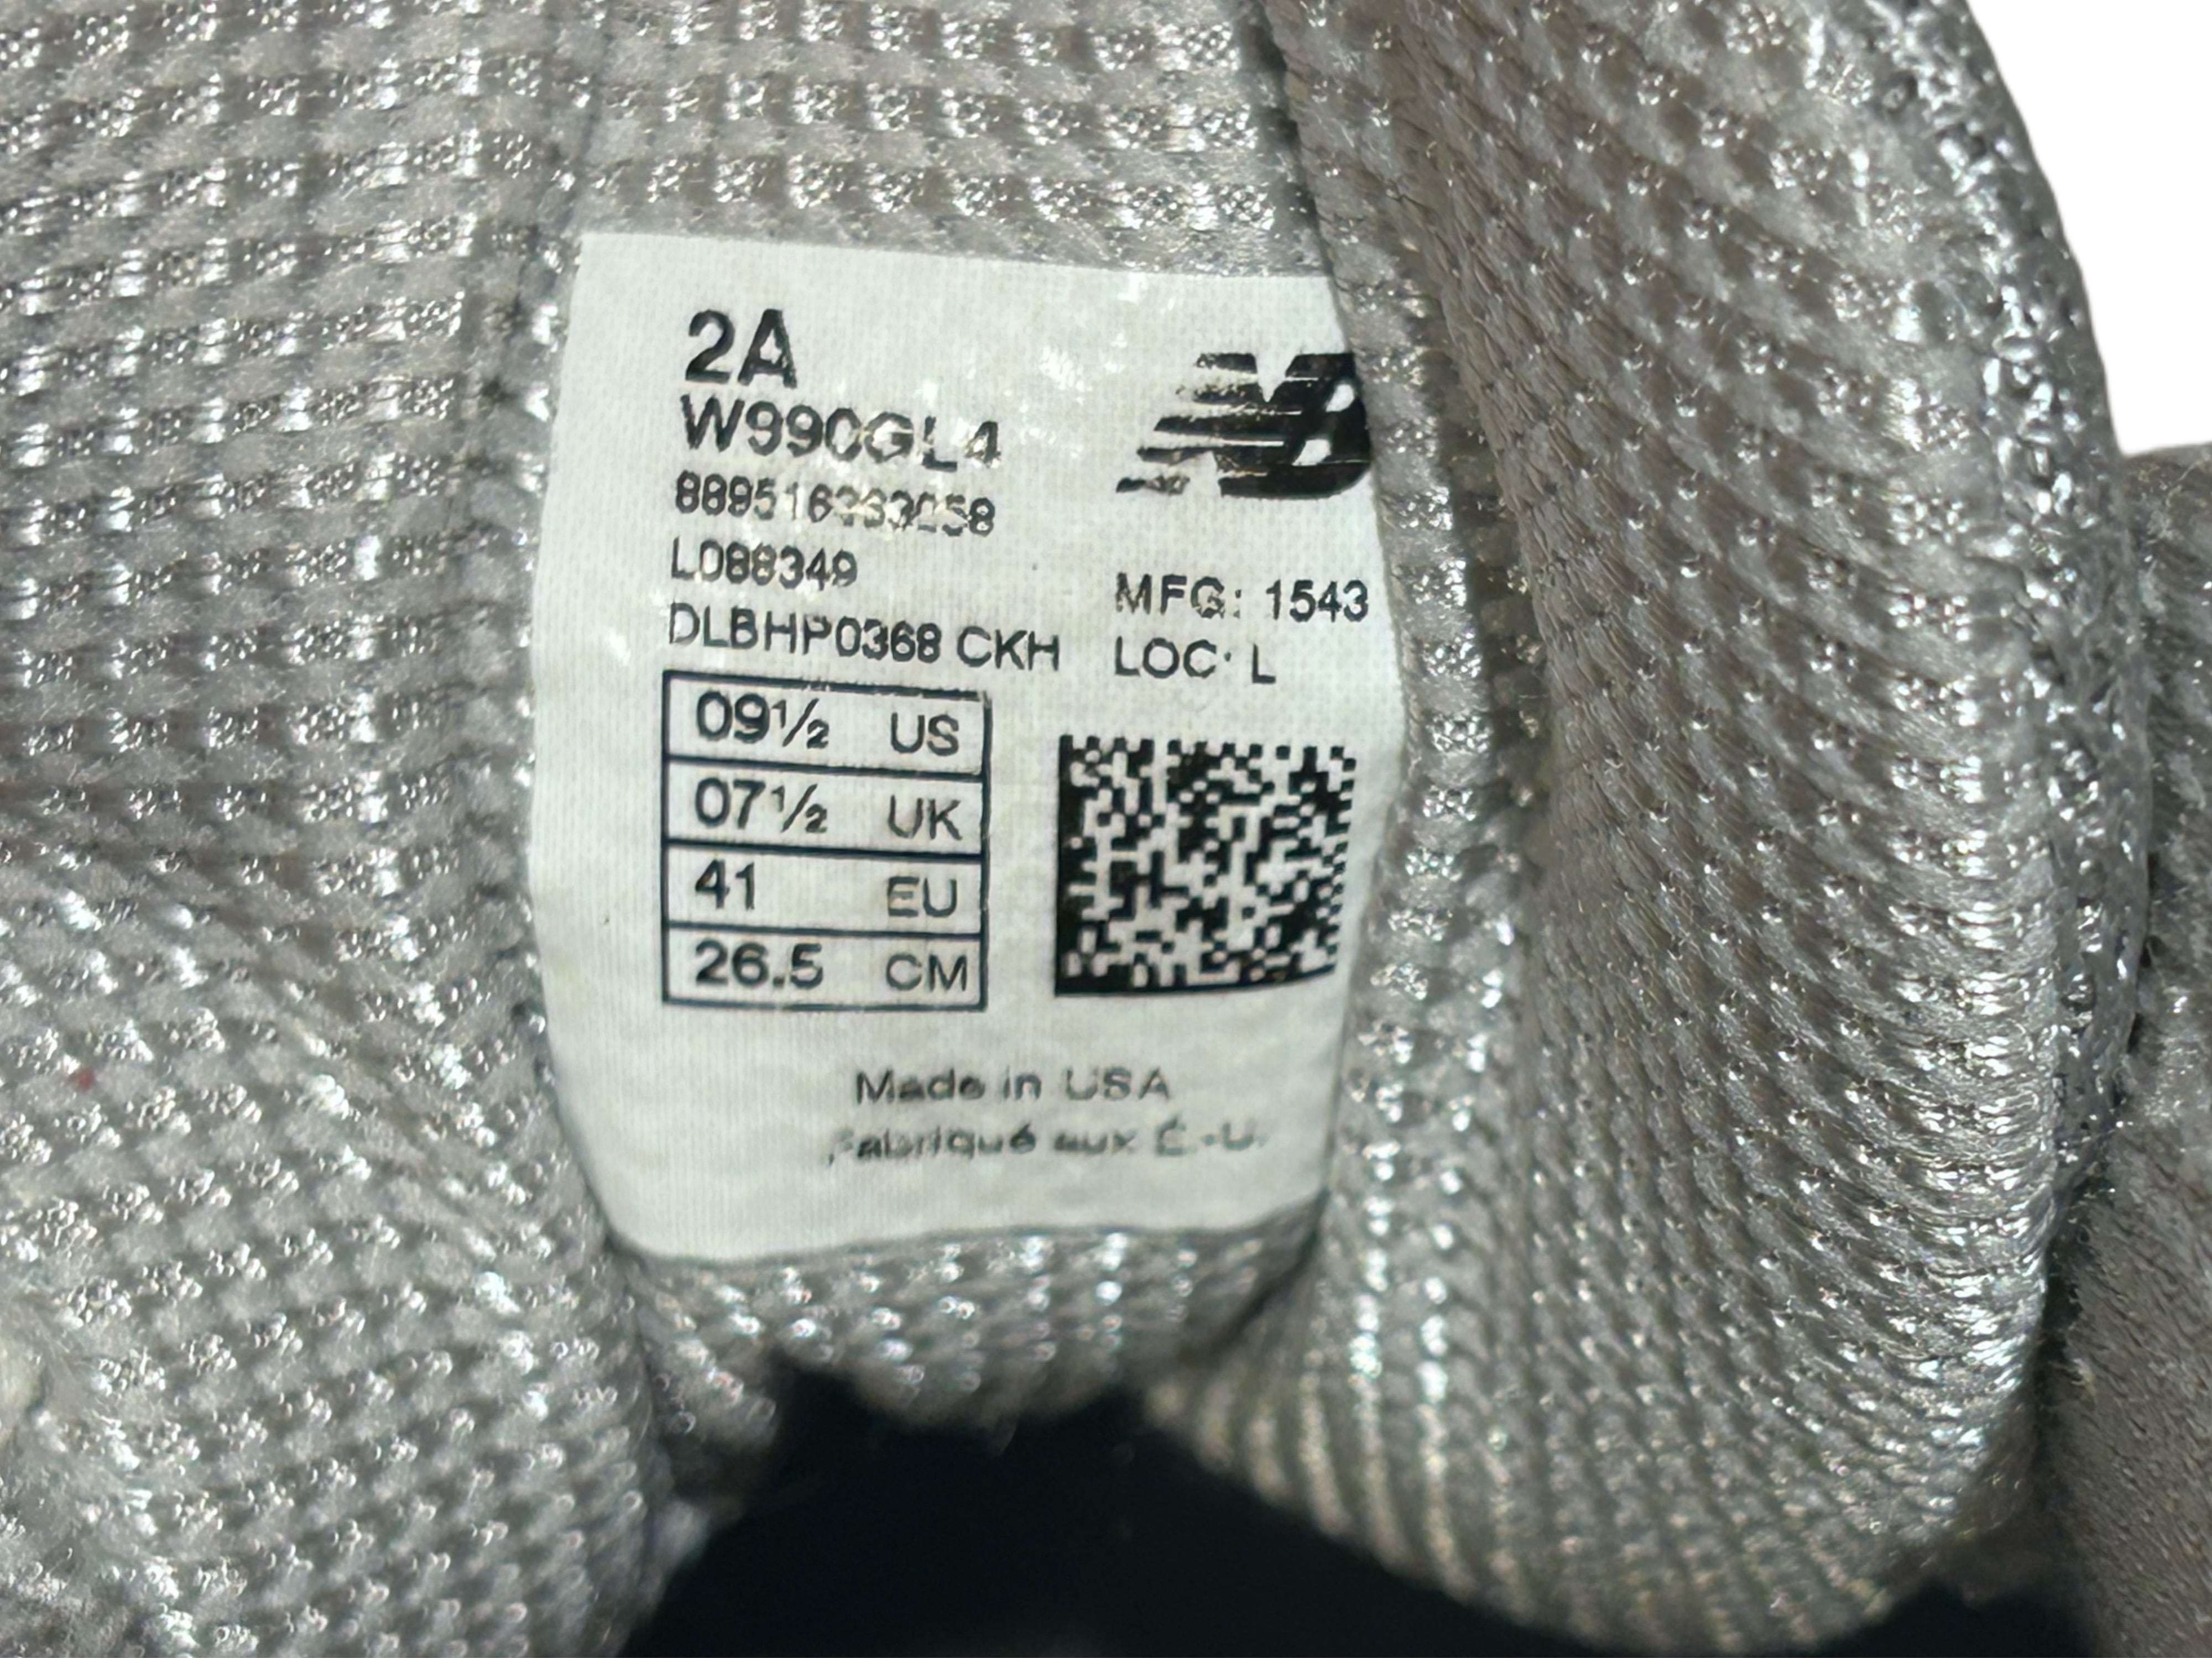 2A
W990GL4
NB
L088349
DLBHP0368 CKH
MFG: 1543
LOC: L
09½ US
07½ UK
41 EU
26.5 CM
Made in USA
Fabriqué aux É.-U.